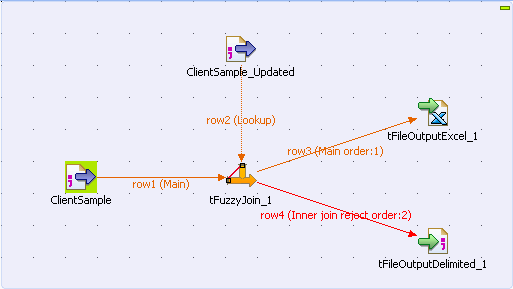 ClientSample_Updated
row2 (Lookup)
row3 (Main order:1)
tFileOutputExcel_1
row1 (Main)
ClientSample
tFuzzyJoin_1
row4 (Inner join reject order:2)
tFileOutputDelimited_1